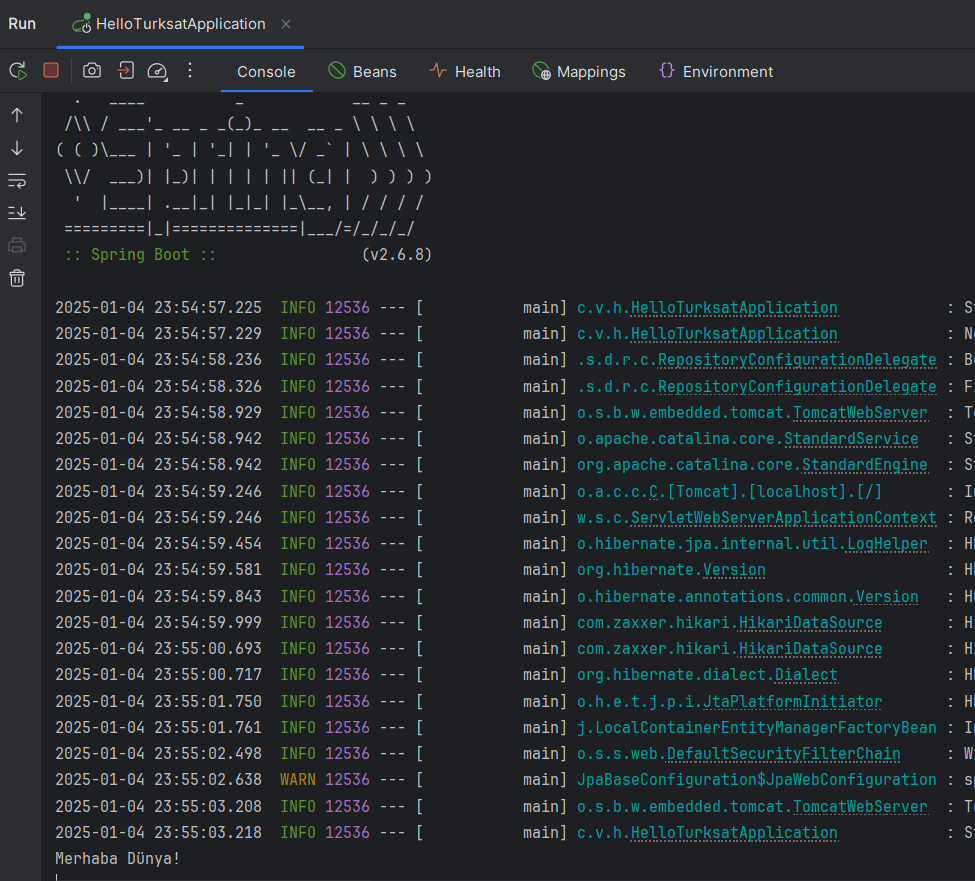 Run HelloTurksatApplication
Console Beans Health Mappings Environment
:: Spring Boot :: (v2.6.8)
2025-01-04 23:54:57.225 INFO 12536 --- [ main] c.v.h.HelloTurksatApplication :
2025-01-04 23:54:57.229 INFO 12536 --- [ main] c.v.h.HelloTurksatApplication :
2025-01-04 23:54:58.236 INFO 12536 --- [ main] .s.d.r.c.RepositoryConfigurationDelegate :
2025-01-04 23:54:58.326 INFO 12536 --- [ main] .s.d.r.c.RepositoryConfigurationDelegate :
2025-01-04 23:54:58.929 INFO 12536 --- [ main] o.s.b.w.embedded.tomcat.TomcatWebServer :
2025-01-04 23:54:58.942 INFO 12536 --- [ main] o.apache.catalina.core.StandardService :
2025-01-04 23:54:58.942 INFO 12536 --- [ main] org.apache.catalina.core.StandardEngine :
2025-01-04 23:54:59.246 INFO 12536 --- [ main] o.a.c.c.C.[Tomcat].[localhost].[/] :
2025-01-04 23:54:59.246 INFO 12536 --- [ main] w.s.c.ServletWebServerApplicationContext :
2025-01-04 23:54:59.454 INFO 12536 --- [ main] o.hibernate.jpa.internal.util.LogHelper :
2025-01-04 23:54:59.581 INFO 12536 --- [ main] org.hibernate.Version :
2025-01-04 23:54:59.843 INFO 12536 --- [ main] o.hibernate.annotations.common.Version :
2025-01-04 23:54:59.999 INFO 12536 --- [ main] com.zaxxer.hikari.HikariDataSource :
2025-01-04 23:55:00.693 INFO 12536 --- [ main] com.zaxxer.hikari.HikariDataSource :
2025-01-04 23:55:00.717 INFO 12536 --- [ main] org.hibernate.dialect.Dialect :
2025-01-04 23:55:01.750 INFO 12536 --- [ main] o.h.e.t.j.p.i.JtaPlatformInitiator :
2025-01-04 23:55:01.761 INFO 12536 --- [ main] j.LocalContainerEntityManagerFactoryBean :
2025-01-04 23:55:02.498 INFO 12536 --- [ main] o.s.s.web.DefaultSecurityFilterChain :
2025-01-04 23:55:02.638 WARN 12536 --- [ main] JpaBaseConfiguration$JpaWebConfiguration :
2025-01-04 23:55:03.208 INFO 12536 --- [ main] o.s.b.w.embedded.tomcat.TomcatWebServer :
2025-01-04 23:55:03.218 INFO 12536 --- [ main] c.v.h.HelloTurksatApplication :
Merhaba Dünya!